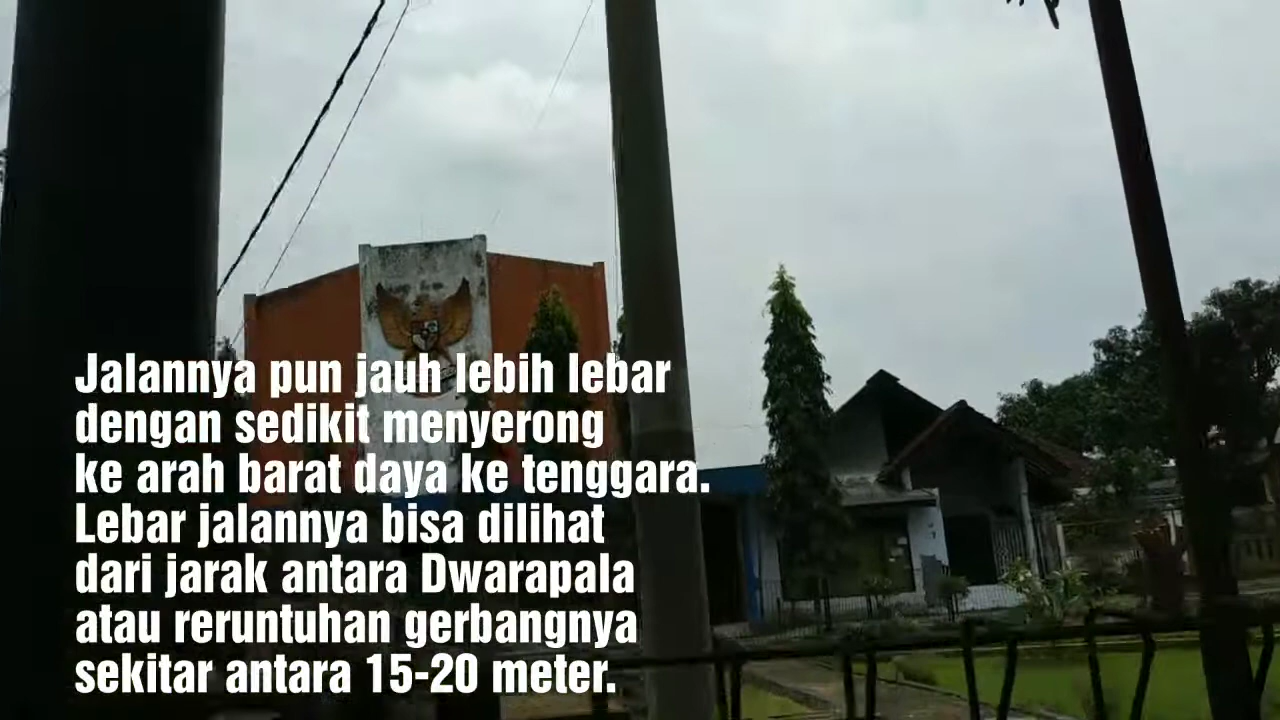 Jalannya pun jauh lebih lebar
dengan sedikit menyerong
ke arah barat daya ke tenggara.
Lebar jalannya bisa dilihat
dari jarak antara Dwarapala
atau reruntuhan gerbangnya
sekitar antara 15-20 meter.